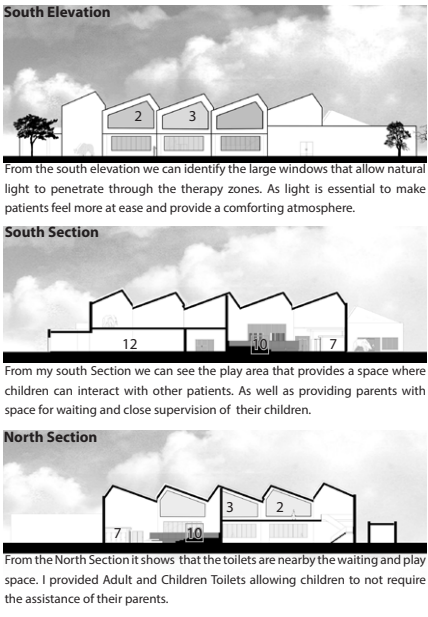 South Elevation
2 3
From the south elevation we can identify the large windows that allow natural
light to penetrate through the therapy zones. As light is essential to make
patients feel more at ease and provide a comforting atmosphere.
South Section
12 10 7
From my south Section we can see the play area that provides a space where
children can interact with other patients. As well as providing parents with
space for waiting and close supervision of their children.
North Section
3 2
7 10
From the North Section it shows that the toilets are nearby the waiting and play
space. I provided Adult and Children Toilets allowing children to not require
the assistance of their parents.